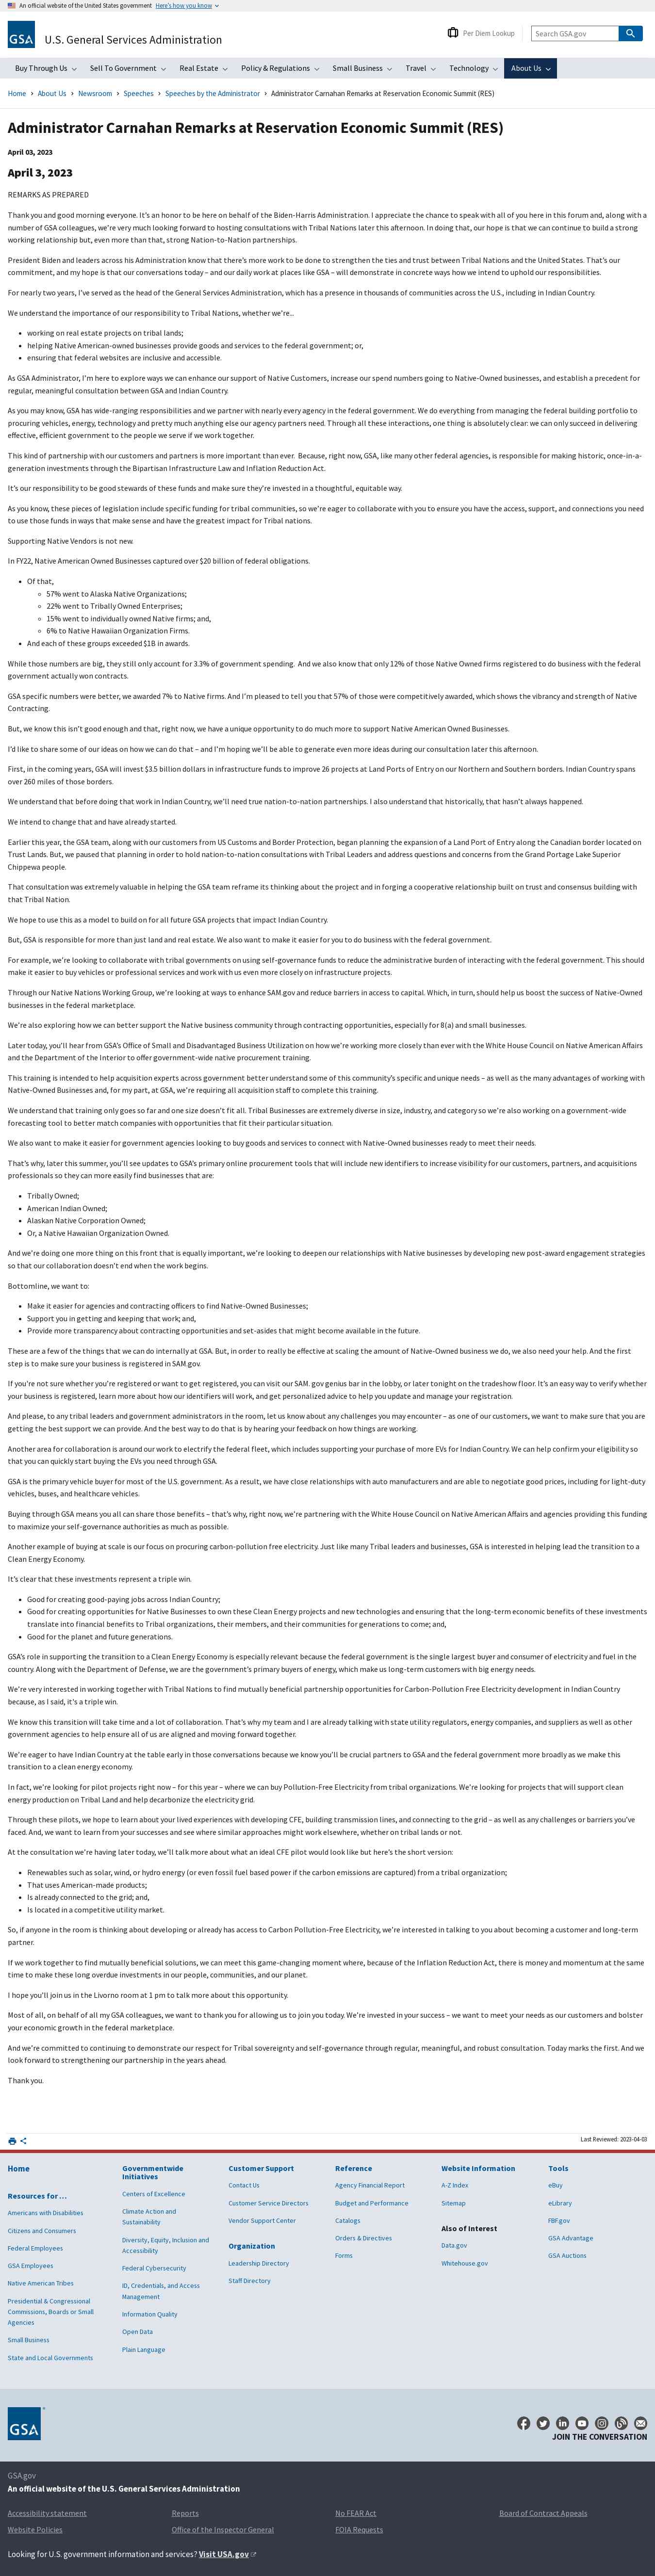 An official website of the United States government Here's how you know
GSA U.S. General Services Administration
Per Diem Lookup
Search GSA.gov
Buy Through Us Sell To Government Real Estate Policy & Regulations Small Business Travel Technology About Us
Home › About Us › Newsroom › Speeches › Speeches by the Administrator › Administrator Carnahan Remarks at Reservation Economic Summit (RES)
Administrator Carnahan Remarks at Reservation Economic Summit (RES)
April 03, 2023
April 3, 2023
REMARKS AS PREPARED
Thank you and good morning everyone. It's an honor to be here on behalf of the Biden-Harris Administration. I appreciate the chance to speak with all of you here in this forum and, along with a
number of GSA colleagues, we're very much looking forward to hosting consultations with Tribal Nations later this afternoon. In doing that, our hope is that we can continue to build a strong
working relationship but, even more than that, strong Nation-to-Nation partnerships.
President Biden and leaders across his Administration know that there's more work to be done to strengthen the ties and trust between Tribal Nations and the United States. That's our
commitment, and my hope is that our conversations today – and our daily work at places like GSA – will demonstrate in concrete ways how we intend to uphold our responsibilities.
For nearly two years, I've served as the head of the General Services Administration, which has a presence in thousands of communities across the U.S., including in Indian Country.
We understand the importance of our responsibility to Tribal Nations, whether we're...
• working on real estate projects on tribal lands;
• helping Native American-owned businesses provide goods and services to the federal government; or,
• ensuring that federal websites are inclusive and accessible.
As GSA Administrator, I'm here to explore ways we can enhance our support of Native Customers, increase our spend numbers going to Native-Owned businesses, and establish a precedent for
regular, meaningful consultation between GSA and Indian Country.
As you may know, GSA has wide-ranging responsibilities and we partner with nearly every agency in the federal government. We do everything from managing the federal building portfolio to
procuring vehicles, energy, technology and pretty much anything else our agency partners need. Through all these interactions, one thing is absolutely clear: we can only succeed in delivering
effective, efficient government to the people we serve if we work together.
This kind of partnership with our customers and partners is more important than ever. Because, right now, GSA, like many other federal agencies, is responsible for making historic, once-in-a-
generation investments through the Bipartisan Infrastructure Law and Inflation Reduction Act.
It's our responsibility to be good stewards of these funds and make sure they're invested in a thoughtful, equitable way.
As you know, these pieces of legislation include specific funding for tribal communities, so we're eager to collaborate with you to ensure you have the access, support, and connections you need
to use those funds in ways that make sense and have the greatest impact for Tribal nations.
Supporting Native Vendors is not new.
In FY22, Native American Owned Businesses captured over $20 billion of federal obligations.
• Of that,
◦ 57% went to Alaska Native Organizations;
◦ 22% went to Tribally Owned Enterprises;
◦ 15% went to individually owned Native firms; and,
◦ 6% to Native Hawaiian Organization Firms.
• And each of these groups exceeded $1B in awards.
While those numbers are big, they still only account for 3.3% of government spending. And we also know that only 12% of those Native Owned firms registered to do business with the federal
government actually won contracts.
GSA specific numbers were better, we awarded 7% to Native firms. And I'm pleased to tell you that 57% of those were competitively awarded, which shows the vibrancy and strength of Native
Contracting.
But, we know this isn't good enough and that, right now, we have a unique opportunity to do much more to support Native American Owned Businesses.
I'd like to share some of our ideas on how we can do that – and I'm hoping we'll be able to generate even more ideas during our consultation later this afternoon.
First, in the coming years, GSA will invest $3.5 billion dollars in infrastructure funds to improve 26 projects at Land Ports of Entry on our Northern and Southern borders. Indian Country spans
over 260 miles of those borders.
We understand that before doing that work in Indian Country, we'll need true nation-to-nation partnerships. I also understand that historically, that hasn't always happened.
We intend to change that and have already started.
Earlier this year, the GSA team, along with our customers from US Customs and Border Protection, began planning the expansion of a Land Port of Entry along the Canadian border located on
Trust Lands. But, we paused that planning in order to hold nation-to-nation consultations with Tribal Leaders and address questions and concerns from the Grand Portage Lake Superior
Chippewa people.
That consultation was extremely valuable in helping the GSA team reframe its thinking about the project and in forging a cooperative relationship built on trust and consensus building with
that Tribal Nation.
We hope to use this as a model to build on for all future GSA projects that impact Indian Country.
But, GSA is responsible for more than just land and real estate. We also want to make it easier for you to do business with the federal government.
For example, we're looking to collaborate with tribal governments on using self-governance funds to reduce the administrative burden of interacting with the federal government. This should
make it easier to buy vehicles or professional services and work with us even more closely on infrastructure projects.
Through our Native Nations Working Group, we're looking at ways to enhance SAM.gov and reduce barriers in access to capital. Which, in turn, should help us boost the success of Native-Owned
businesses in the federal marketplace.
We're also exploring how we can better support the Native business community through contracting opportunities, especially for 8(a) and small businesses.
Later today, you'll hear from GSA's Office of Small and Disadvantaged Business Utilization on how we're working more closely than ever with the White House Council on Native American Affairs
and the Department of the Interior to offer government-wide procurement training.
This training is intended to help acquisition experts across government better understand some of this community's specific and unique needs – as well as the many advantages of working with
Native-Owned Businesses and, for my part, at GSA, we're requiring all acquisition staff to complete this training.
We understand that training only goes so far and one size doesn't fit all. Tribal Businesses are extremely diverse in size, industry, and category so we're also working on a government-wide
forecasting tool to better match companies with opportunities that fit their particular situation.
We also want to make it easier for government agencies looking to buy goods and services to connect with Native-Owned businesses ready to meet their needs.
That's why, later this summer, you'll see updates to GSA's primary online procurement tools that will include new identifiers to increase visibility for our customers, partners, and acquisitions
professionals so they can more easily find businesses that are:
• Tribally Owned;
• American Indian Owned;
• Alaskan Native Corporation Owned;
• Or, a Native Hawaiian Organization Owned.
And we're doing one more thing on this front that is equally important, we're looking to deepen our relationships with Native businesses by developing new post-award engagement strategies
so that our collaboration doesn't end when the work begins.
Bottomline, we want to:
• Make it easier for agencies and contracting officers to find Native-Owned Businesses;
• Support you in getting and keeping that work; and,
• Provide more transparency about contracting opportunities and set-asides that might become available in the future.
These are a few of the things that we can do internally at GSA. But, in order to really be effective at scaling the amount of Native-Owned business we do, we also need your help. And the first
step is to make sure your business is registered in SAM.gov.
If you're not sure whether you're registered or want to get registered, you can visit our SAM. gov genius bar in the lobby, or later tonight on the tradeshow floor. It's an easy way to verify whether
your business is registered, learn more about how our identifiers will work, and get personalized advice to help you update and manage your registration.
And please, to any tribal leaders and government administrators in the room, let us know about any challenges you may encounter – as one of our customers, we want to make sure that you are
getting the best support we can provide. And the best way to do that is by hearing your feedback on how things are working.
Another area for collaboration is around our work to electrify the federal fleet, which includes supporting your purchase of more EVs for Indian Country. We can help confirm your eligibility so
that you can quickly start buying the EVs you need through GSA.
GSA is the primary vehicle buyer for most of the U.S. government. As a result, we have close relationships with auto manufacturers and are able to negotiate good prices, including for light-duty
vehicles, buses, and healthcare vehicles.
Buying through GSA means you all can share those benefits – that's why, right now, we're partnering with the White House Council on Native American Affairs and agencies providing this funding
to maximize your self-governance authorities as much as possible.
Another example of buying at scale is our focus on procuring carbon-pollution free electricity. Just like many Tribal leaders and businesses, GSA is interested in helping lead the transition to a
Clean Energy Economy.
It's clear that these investments represent a triple win.
• Good for creating good-paying jobs across Indian Country;
• Good for creating opportunities for Native Businesses to own these Clean Energy projects and new technologies and ensuring that the long-term economic benefits of these investments
translate into financial benefits to Tribal organizations, their members, and their communities for generations to come; and,
• Good for the planet and future generations.
GSA's role in supporting the transition to a Clean Energy Economy is especially relevant because the federal government is the single biggest buyer and consumer of electricity and fuel in the
country. Along with the Department of Defense, we are the government's primary buyers of energy, which make us long-term customers with big energy needs.
We're very interested in working together with Tribal Nations to find mutually beneficial partnership opportunities for Carbon-Pollution Free Electricity development in Indian Country
because, as I said, it's a triple win.
We know this transition will take time and a lot of collaboration. That's why my team and I are already talking with state utility regulators, energy companies, and suppliers as well as other
government agencies to help ensure all of us are aligned and moving forward together.
We're eager to have Indian Country at the table early in those conversations because we know you'll be crucial partners to GSA and the federal government more broadly as we make this
transition to a clean energy economy.
In fact, we're looking for pilot projects right now – for this year – where we can buy Pollution-Free Electricity from tribal organizations. We're looking for projects that will support clean
energy production on Tribal Land and help decarbonize the electricity grid.
Through these pilots, we hope to learn about your lived experiences with developing CFE, building transmission lines, and connecting to the grid – as well as any challenges or barriers you've
faced. And, we want to learn from your successes and see where similar approaches might work elsewhere, whether on tribal lands or not.
At the consultation we're having later today, we'll talk more about what an ideal CFE pilot would look like but here's the short version:
• Renewables such as solar, wind, or hydro energy (or even fossil fuel based power if the carbon emissions are captured) from a tribal organization;
• That uses American-made products;
• Is already connected to the grid; and,
• Is located in a competitive utility market.
So, if anyone in the room is thinking about developing or already has access to Carbon Pollution-Free Electricity, we're interested in talking to you about becoming a customer and long-term
partner.
If we work together to find mutually beneficial solutions, we can meet this game-changing moment where, because of the Inflation Reduction Act, there is money and momentum at the same
time to make long overdue investments in our people, communities, and our planet.
I hope you'll join us in the Livorno room at 1 pm to talk more about this opportunity.
Most of all, on behalf of all my GSA colleagues, we want to thank you for allowing us to join you today. We're invested in your success – we want to meet your needs as our customers and bolster
your economic growth in the federal marketplace.
And we're committed to continuing to demonstrate our respect for Tribal sovereignty and self-governance through regular, meaningful, and robust consultation. Today marks the first. And we
look forward to strengthening our partnership in the years ahead.
Thank you.
Last Reviewed: 2023-04-03
Home
Resources for …
Americans with Disabilities
Citizens and Consumers
Federal Employees
GSA Employees
Native American Tribes
Presidential & Congressional
Commissions, Boards or Small
Agencies
Small Business
State and Local Governments
Governmentwide
Initiatives
Centers of Excellence
Climate Action and
Sustainability
Diversity, Equity, Inclusion and
Accessibility
Federal Cybersecurity
ID, Credentials, and Access
Management
Information Quality
Open Data
Plain Language
Customer Support
Contact Us
Customer Service Directors
Vendor Support Center
Organization
Leadership Directory
Staff Directory
Reference
Agency Financial Report
Budget and Performance
Catalogs
Orders & Directives
Forms
Website Information
A-Z Index
Sitemap
Also of Interest
Data.gov
Whitehouse.gov
Tools
eBuy
eLibrary
FBF.gov
GSA Advantage
GSA Auctions
GSA
JOIN THE CONVERSATION
GSA.gov
An official website of the U.S. General Services Administration
Accessibility statement Reports No FEAR Act Board of Contract Appeals
Website Policies Office of the Inspector General FOIA Requests
Looking for U.S. government information and services? Visit USA.gov